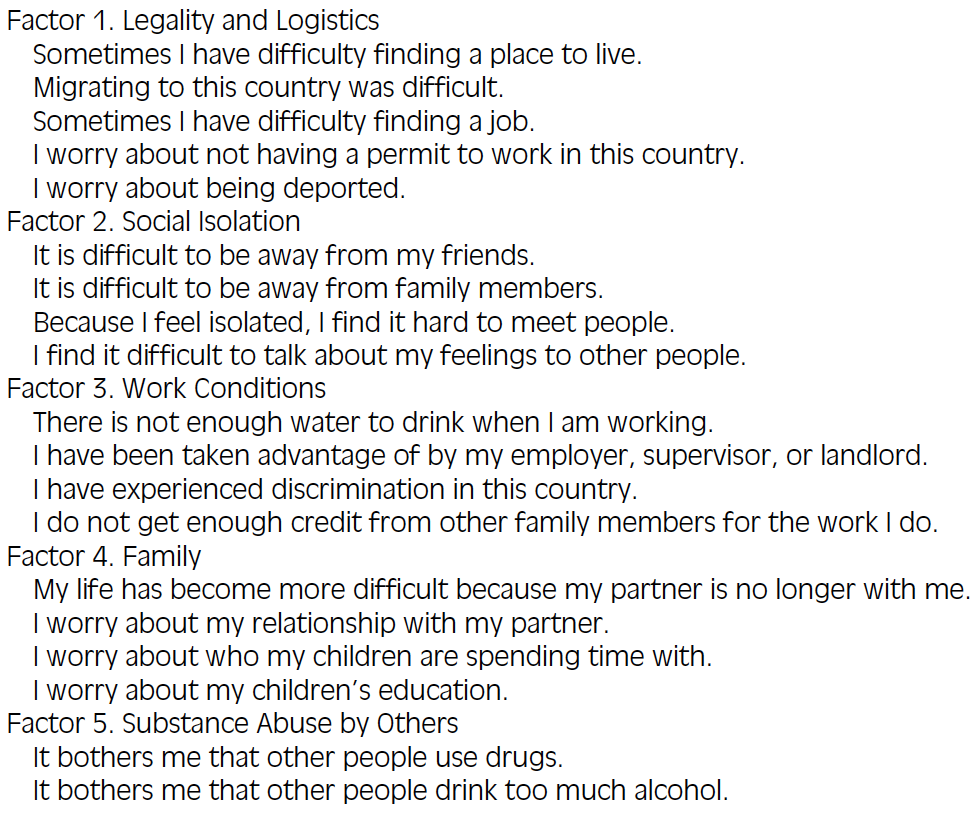 Factor 1. Legality and Logistics
Sometimes I have difficulty finding a place to live.
Migrating to this country was difficult.
Sometimes I have difficulty finding a job.
I worry about not having a permit to work in this country.
I worry about being deported.
Factor 2. Social Isolation
It is difficult to be away from my friends.
It is difficult to be away from family members.
Because I feel isolated, I find it hard to meet people.
I find it difficult to talk about my feelings to other people.
Factor 3. Work Conditions
There is not enough water to drink when I am working.
I have been taken advantage of by my employer, supervisor, or landlord.
I have experienced discrimination in this country.
I do not get enough credit from other family members for the work I do.
Factor 4. Family
My life has become more difficult because my partner is no longer with me.
I worry about my relationship with my partner.
I worry about who my children are spending time with.
I worry about my children’s education.
Factor 5. Substance Abuse by Others
It bothers me that other people use drugs.
It bothers me that other people drink too much alcohol.